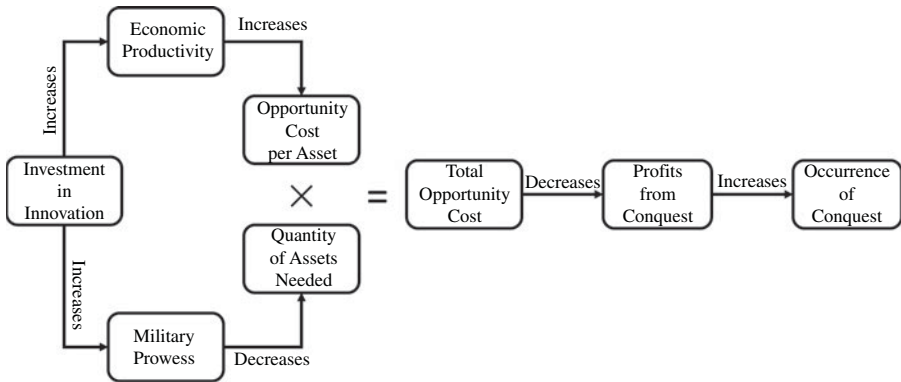 Economic
Productivity
Increases
Increases
Opportunity
Cost
per Asset
Investment
in
Innovation
×
=
Total
Opportunity
Cost
Decreases
Profits
from
Conquest
Increases
Occurrence
of
Conquest
Quantity
of Assets
Needed
Increases
Military
Prowess
Decreases